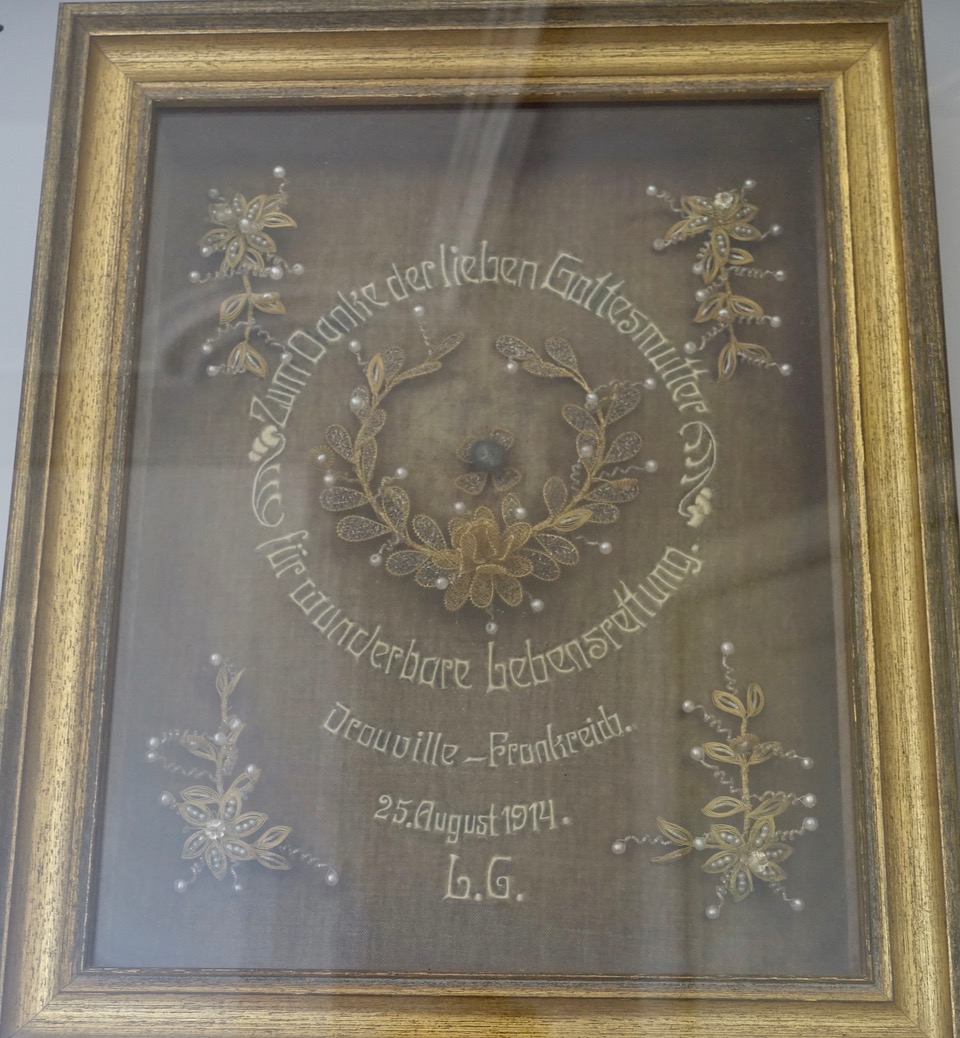 Zum Danke der lieben Gottesmutter
für wunderbare Lebensrettung.
Drouville – Frankreich.
25. August 1914.
L.G.